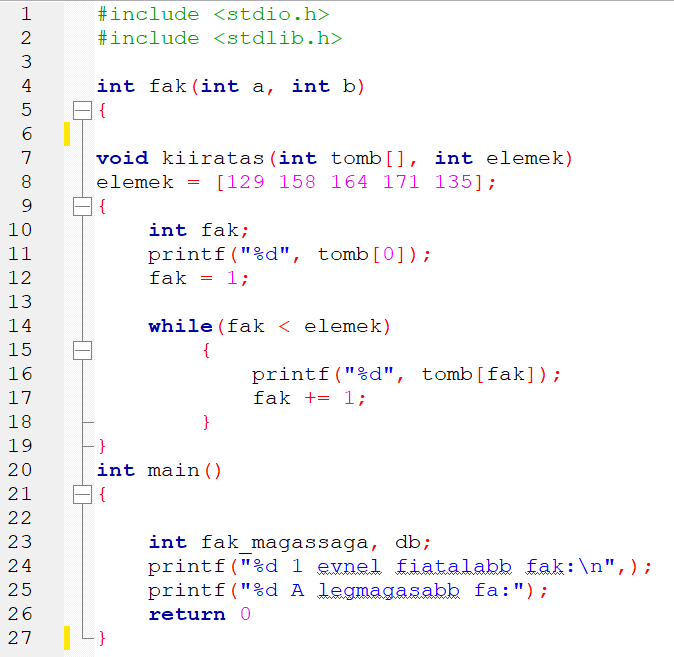 1 #include <stdio.h>
2 #include <stdlib.h>
3
4 int fak(int a, int b)
5 {
6
7 void kiiratas(int tomb[], int elemek)
8 elemek = [129 158 164 171 135];
9 {
10     int fak;
11     printf("%d", tomb[0]);
12     fak = 1;
13
14     while(fak < elemek)
15         {
16             printf("%d", tomb[fak]);
17             fak += 1;
18         }
19 }
20 int main()
21 {
22
23     int fak_magassaga, db;
24     printf("%d 1 evnel fiatalabb fak:\n",);
25     printf("%d A legmagasabb fa:");
26     return 0
27 }